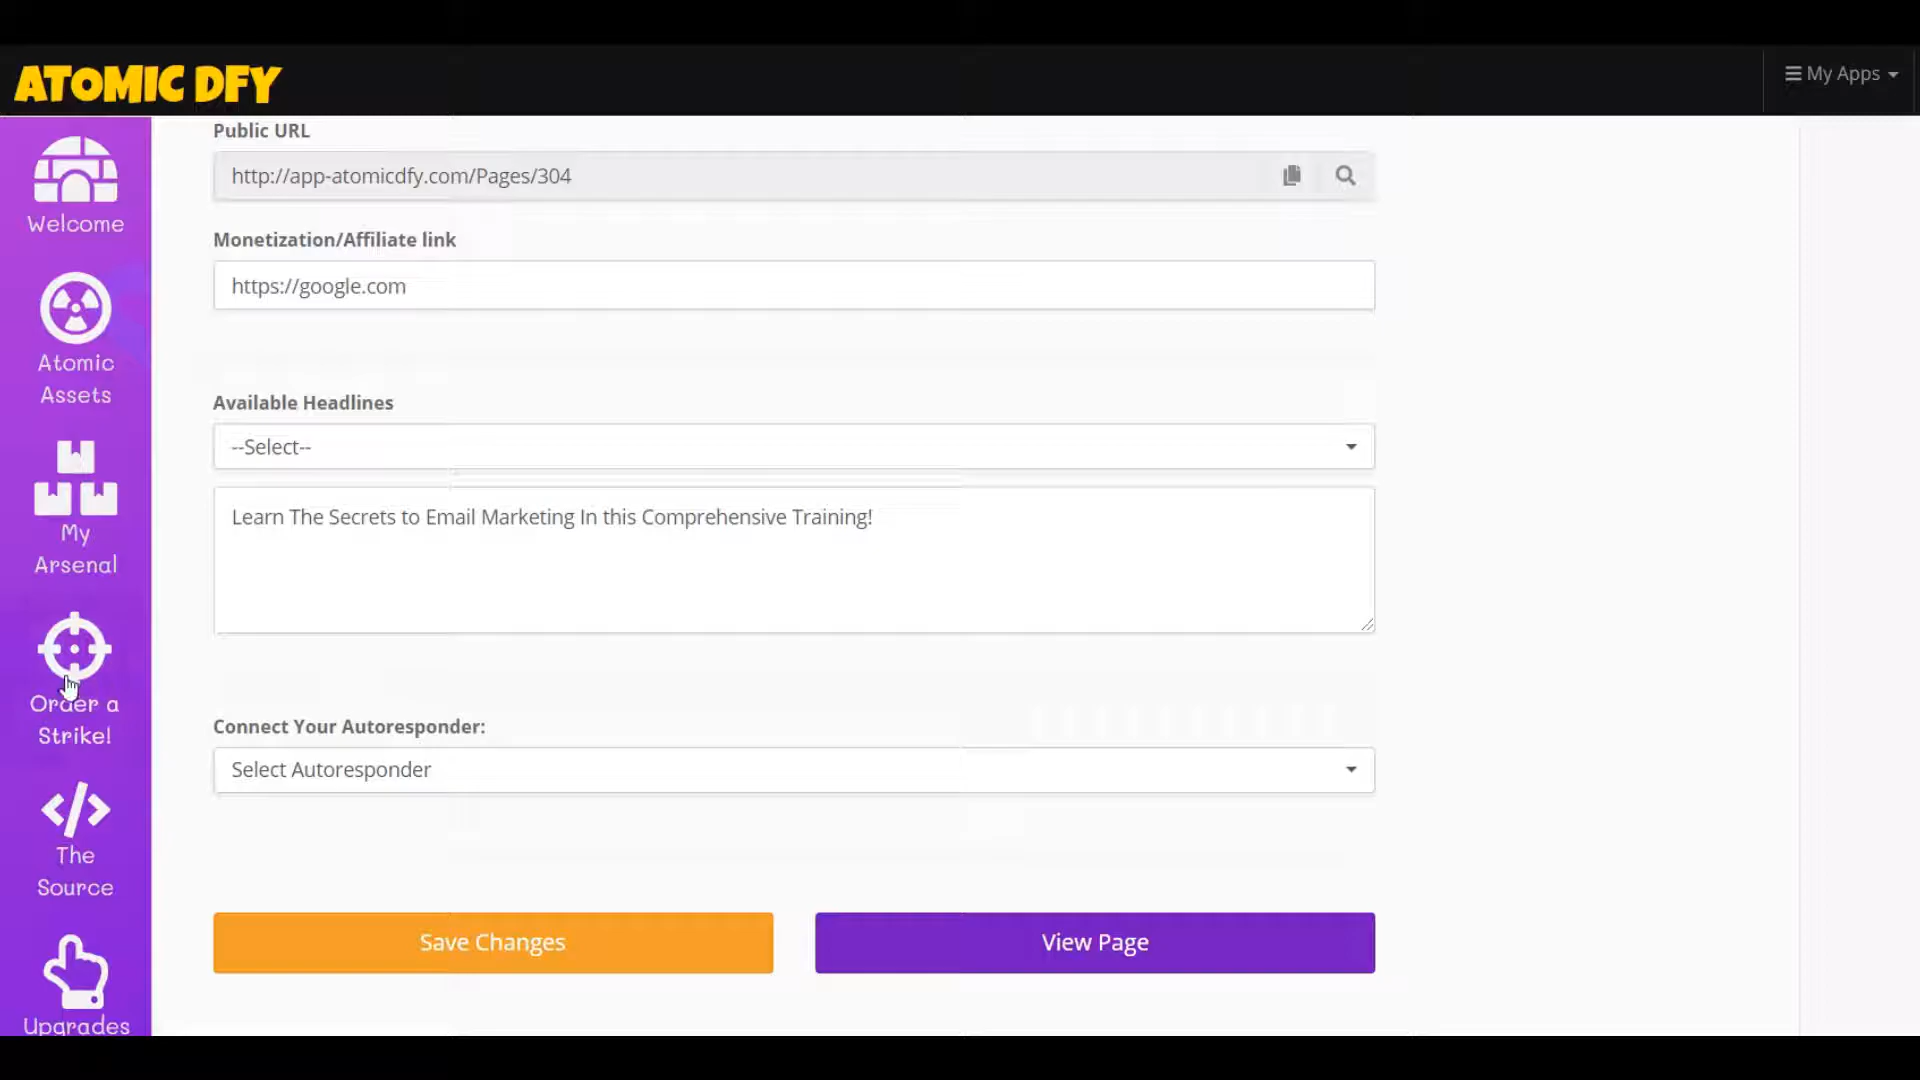 ATOMIC DFY
My Apps
Public URL
http://app-atomicdfy.com/Pages/304
Monetization/Affiliate link
https://google.com
Available Headlines
--Select--
Learn The Secrets to Email Marketing In this Comprehensive Training!
Connect Your Autoresponder:
Select Autoresponder
Save Changes
View Page
Welcome
Atomic
Assets
My
Arsenal
Order a
Strike!
The
Source
Upgrades